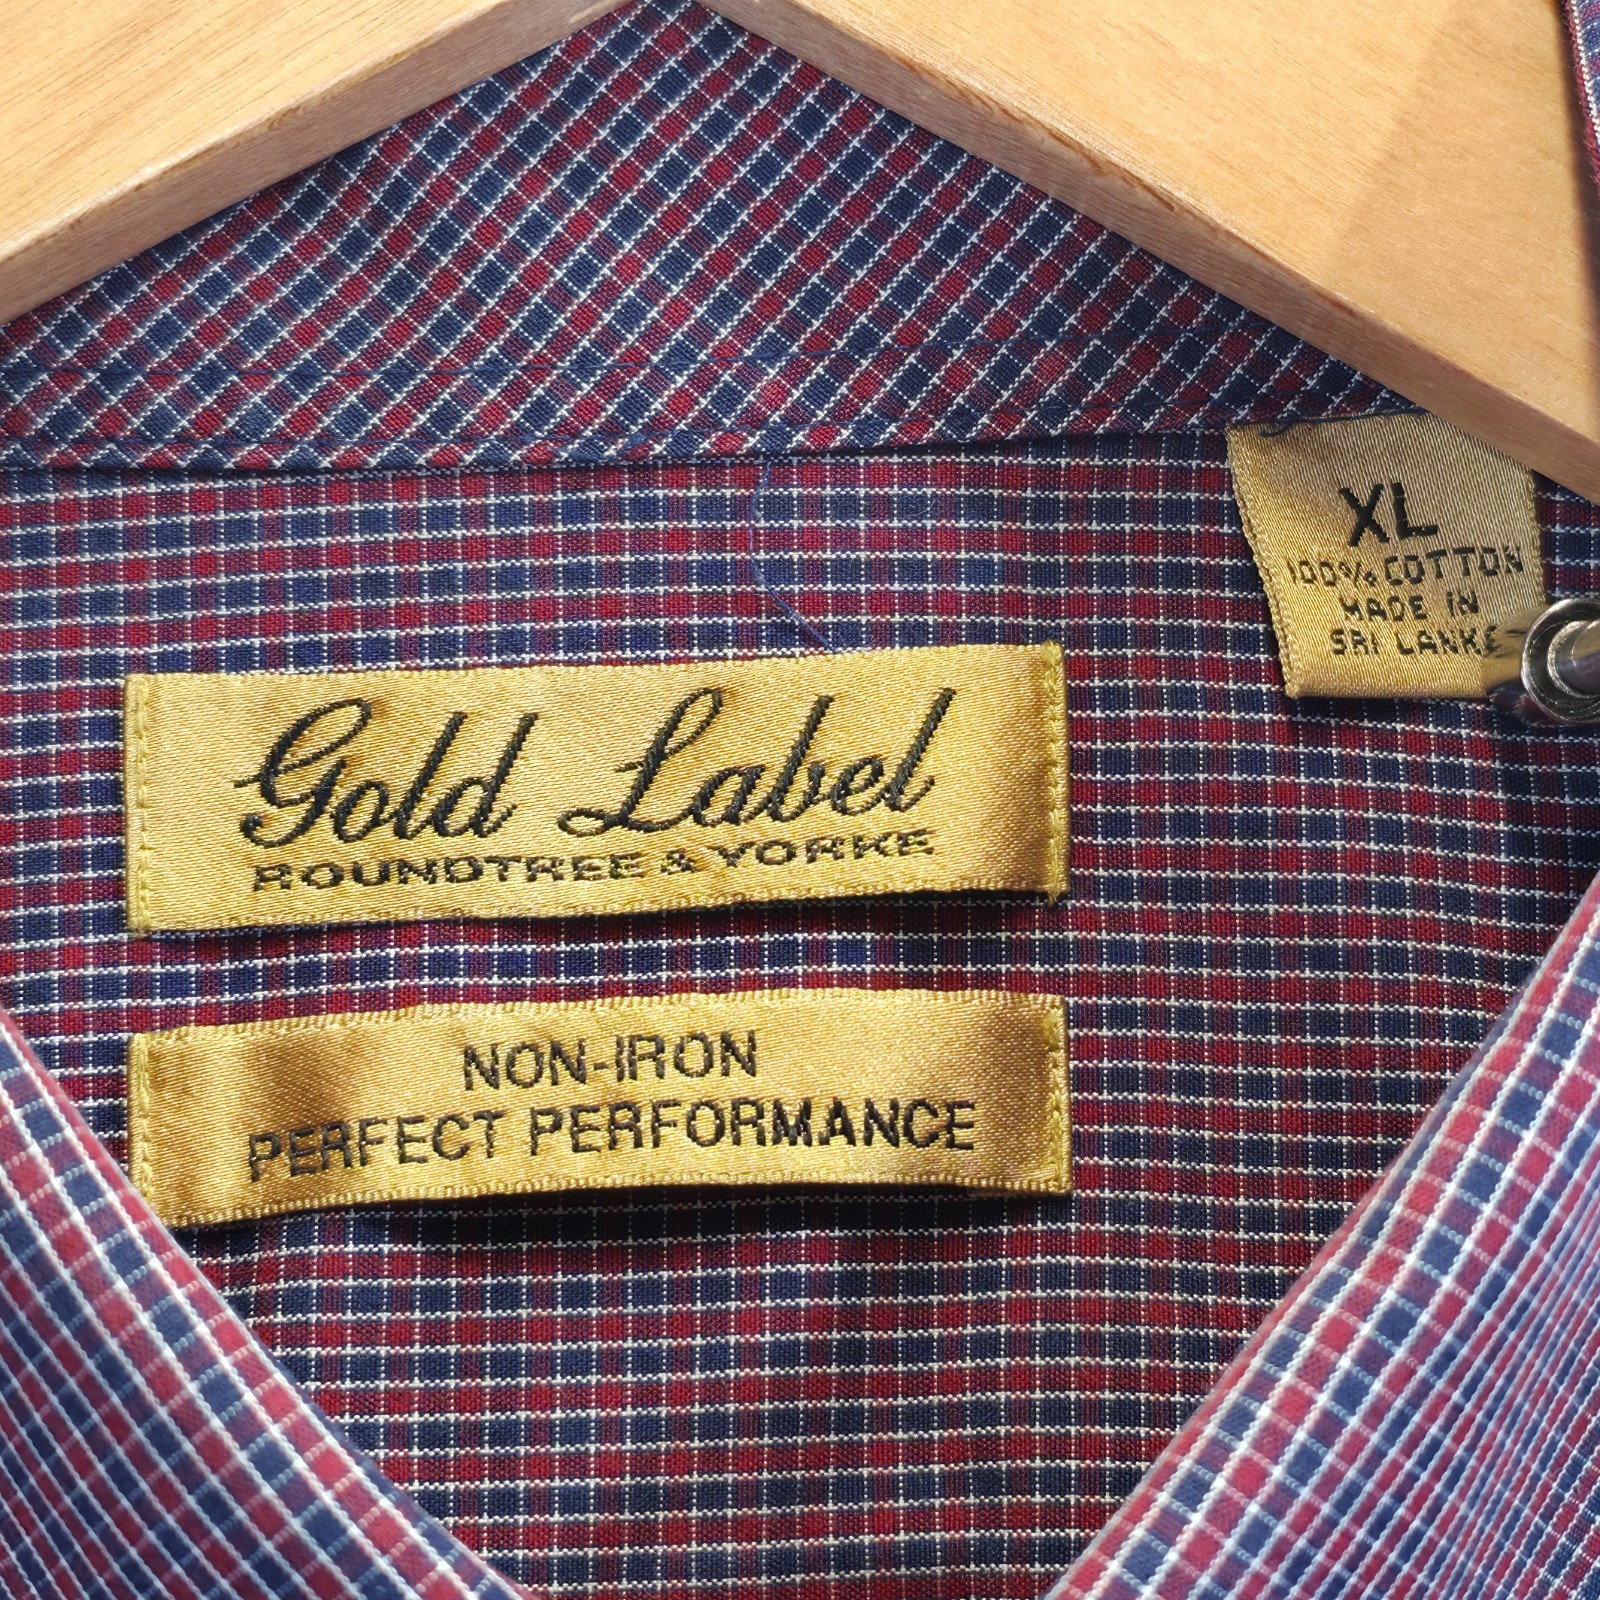 XL
100% COTTON
MADE IN
SRI LANKA
Gold Label
ROUNDTREE & YORKE
NON-IRON
PERFECT PERFORMANCE